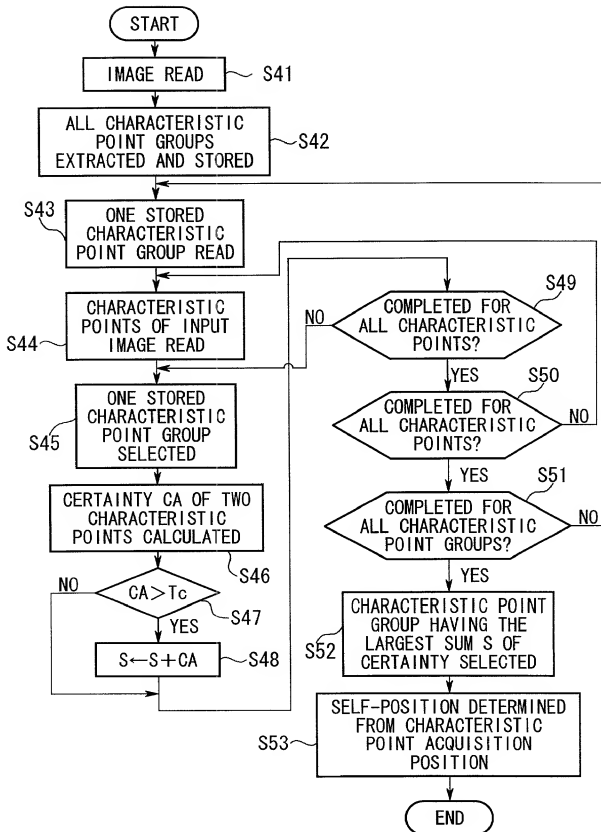 START
IMAGE READ
S41
ALL CHARACTERISTIC
POINT GROUPS
EXTRACTED AND STORED
S42
S43
ONE STORED
CHARACTERISTIC
POINT GROUP READ
CHARACTERISTIC
POINTS OF INPUT
IMAGE READ
S44
ONE STORED
CHARACTERISTIC
POINT GROUP
SELECTED
S45
CERTAINTY CA OF TWO
CHARACTERISTIC
POINTS CALCULATED
S46
NO
CA>Tc
S47
YES
S←S+CA
S48
S49
NO
COMPLETED FOR
ALL CHARACTERISTIC
POINTS?
YES
S50
COMPLETED FOR
ALL CHARACTERISTIC
POINTS?
NO
YES
S51
COMPLETED FOR
ALL CHARACTERISTIC
POINT GROUPS?
NO
YES
CHARACTERISTIC POINT
GROUP HAVING THE
LARGEST SUM S OF
CERTAINTY SELECTED
S52
SELF-POSITION DETERMINED
FROM CHARACTERISTIC
POINT ACQUISITION
POSITION
S53
END